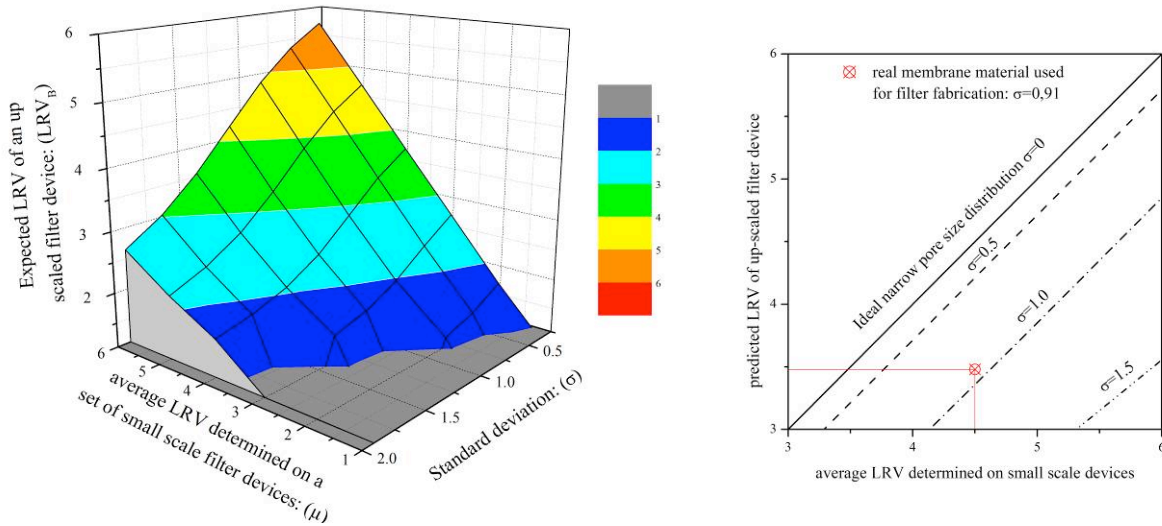 Expected LRV of an up
scaled filter device: (LRV_B)
6
5
4
3
2
6
5
4
3
2
1
average LRV determined on a
set of small scale filter devices: (μ)
2.0
1.5
1.0
0.5
Standard deviation: (σ)
1
2
3
4
5
6
predicted LRV of up-scaled filter device
6
5
4
3
real membrane material used
for filter fabrication: σ=0,91
Ideal narrow pore size distribution σ=0
σ=0.5
σ=1.0
σ=1.5
3
4
5
6
average LRV determined on small scale devices